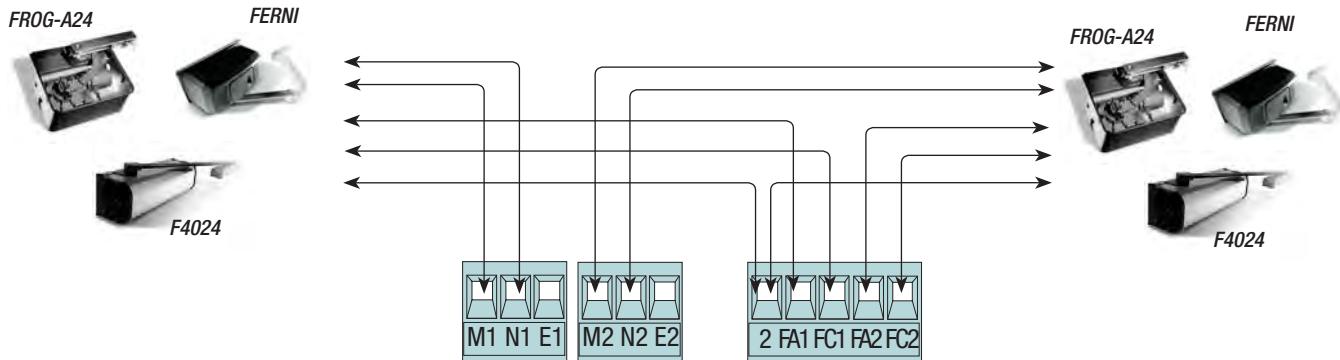 FROG-A24
FERNI
F4024
FROG-A24
FERNI
F4024
M1 N1 E1
M2 N2 E2
2 FA1 FC1 FA2 FC2